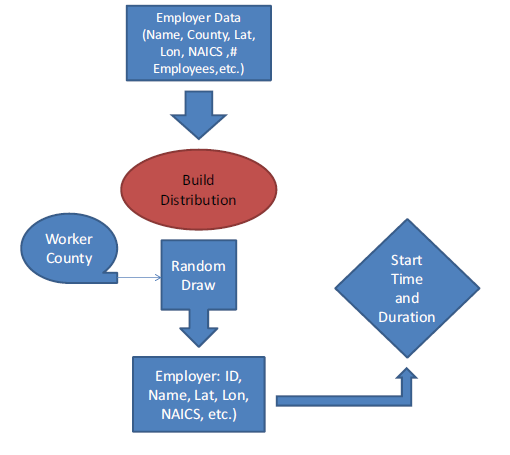 Employer Data
(Name, County, Lat,
Lon, NAICS ,#
Employees,etc.)
Build
Distribution
Worker
County
Random
Draw
Start
Time
and
Duration
Employer: ID,
Name, Lat, Lon,
NAICS, etc.)